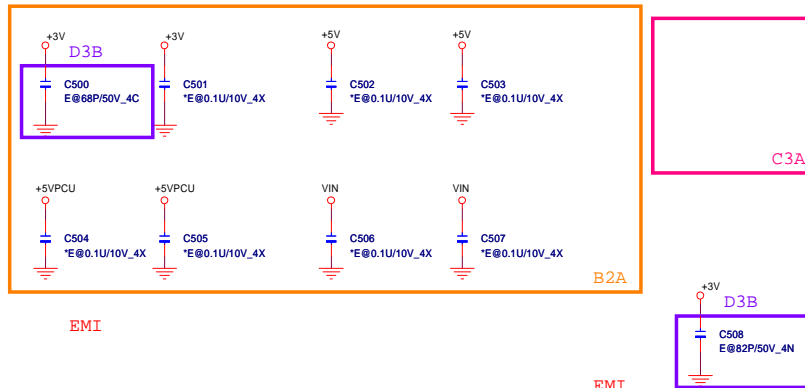 +3V
+3V
+5V
+5V
D3B
C500
E@68P/50V_4C
C501
*E@0.1U/10V_4X
C502
*E@0.1U/10V_4X
C503
*E@0.1U/10V_4X
C3A
+5VPCU
+5VPCU
VIN
VIN
C504
*E@0.1U/10V_4X
C505
*E@0.1U/10V_4X
C506
*E@0.1U/10V_4X
C507
*E@0.1U/10V_4X
B2A
EMI
+3V
D3B
C508
E@82P/50V_4N
EMI